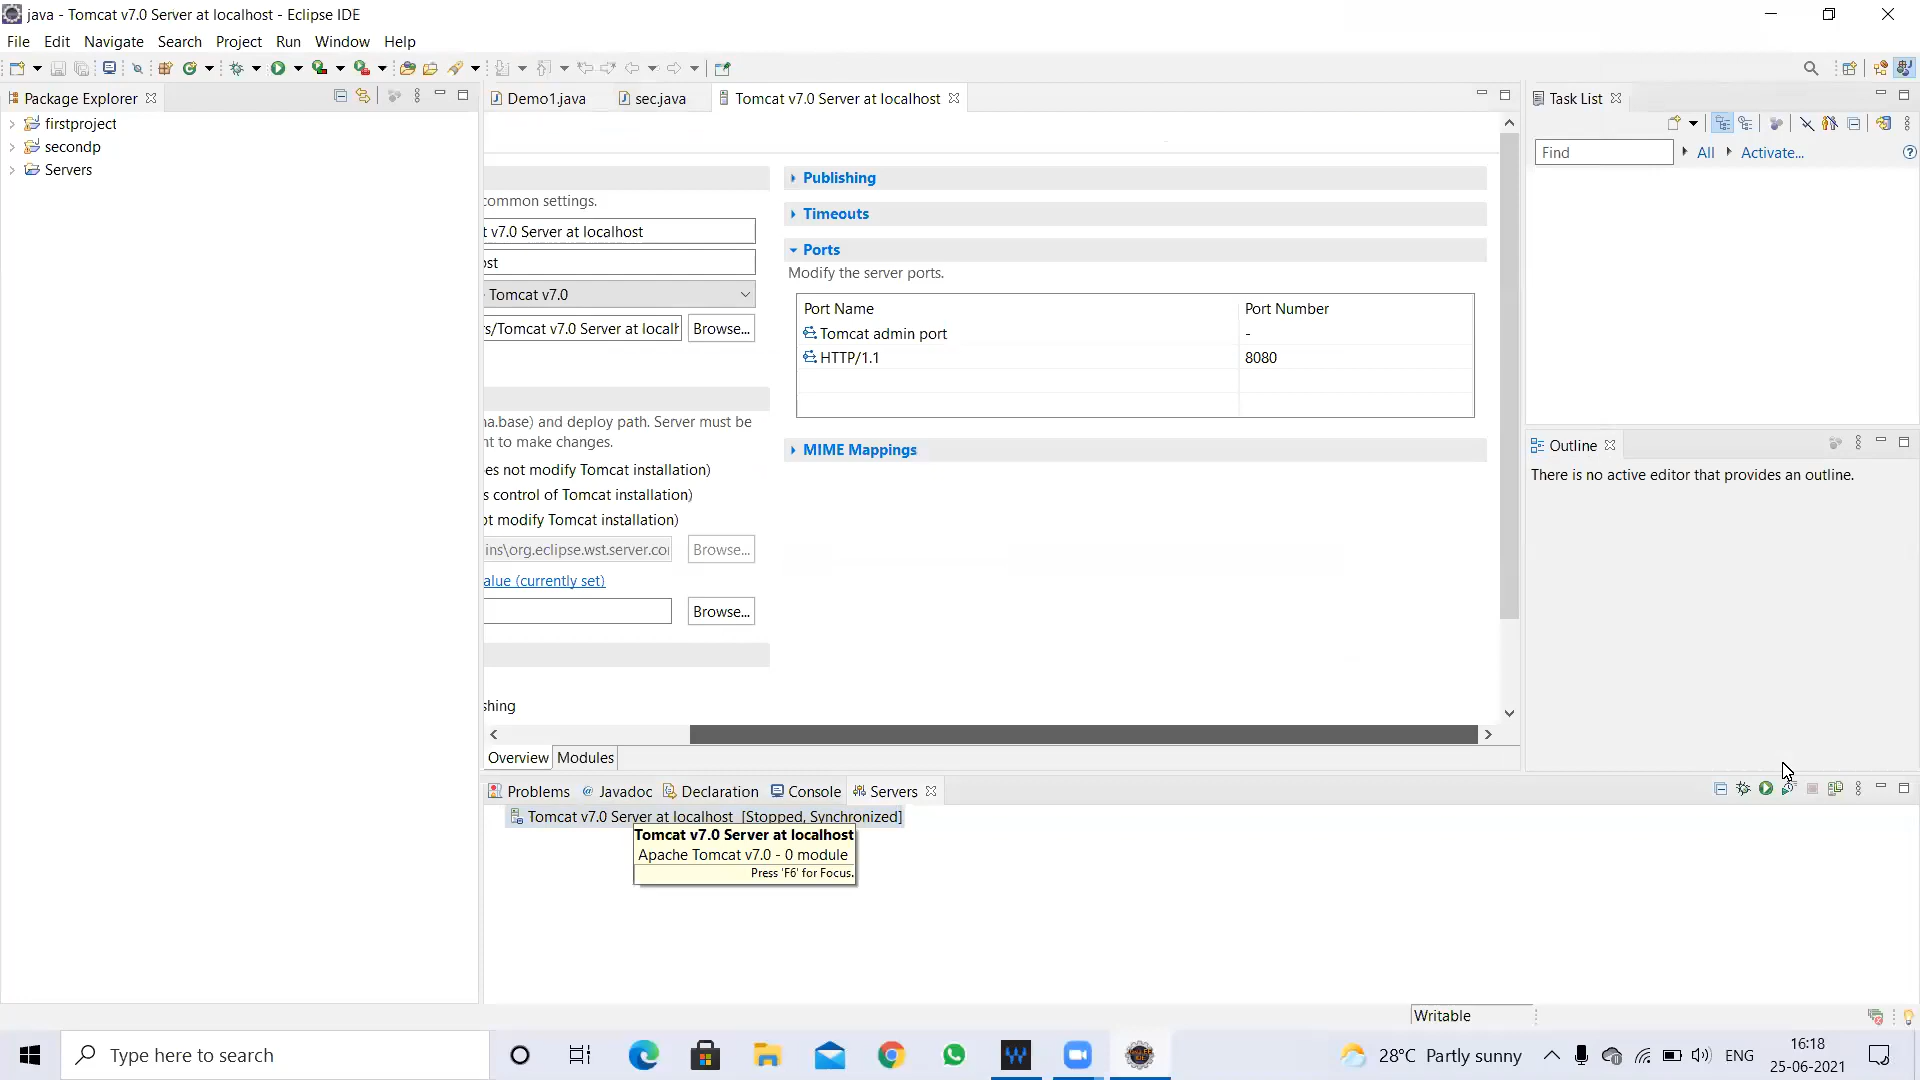 java - Tomcat v7.0 Server at localhost - Eclipse IDE
File Edit Navigate Search Project Run Window Help
Package Explorer
firstproject
secondp
Servers
Demo1.java
sec.java
Tomcat v7.0 Server at localhost
common settings.
t v7.0 Server at localhost
ost
Tomcat v7.0
s/Tomcat v7.0 Server at localh
Browse...
na.base) and deploy path. Server must be
nt to make changes.
es not modify Tomcat installation)
s control of Tomcat installation)
ot modify Tomcat installation)
ins\org.eclipse.wst.server.co
Browse...
alue (currently set)
Browse...
shing
Publishing
Timeouts
Ports
Modify the server ports.
Port Name Port Number
Tomcat admin port -
HTTP/1.1 8080
MIME Mappings
Overview Modules
Task List
Find
All
Activate...
Outline
There is no active editor that provides an outline.
Problems
@ Javadoc
Declaration
Console
Servers
Tomcat v7.0 Server at localhost [Stopped, Synchronized]
Tomcat v7.0 Server at localhost
Apache Tomcat v7.0 - 0 module
Press 'F6' for Focus.
Writable
Type here to search
28°C Partly sunny
ENG
16:18
25-06-2021